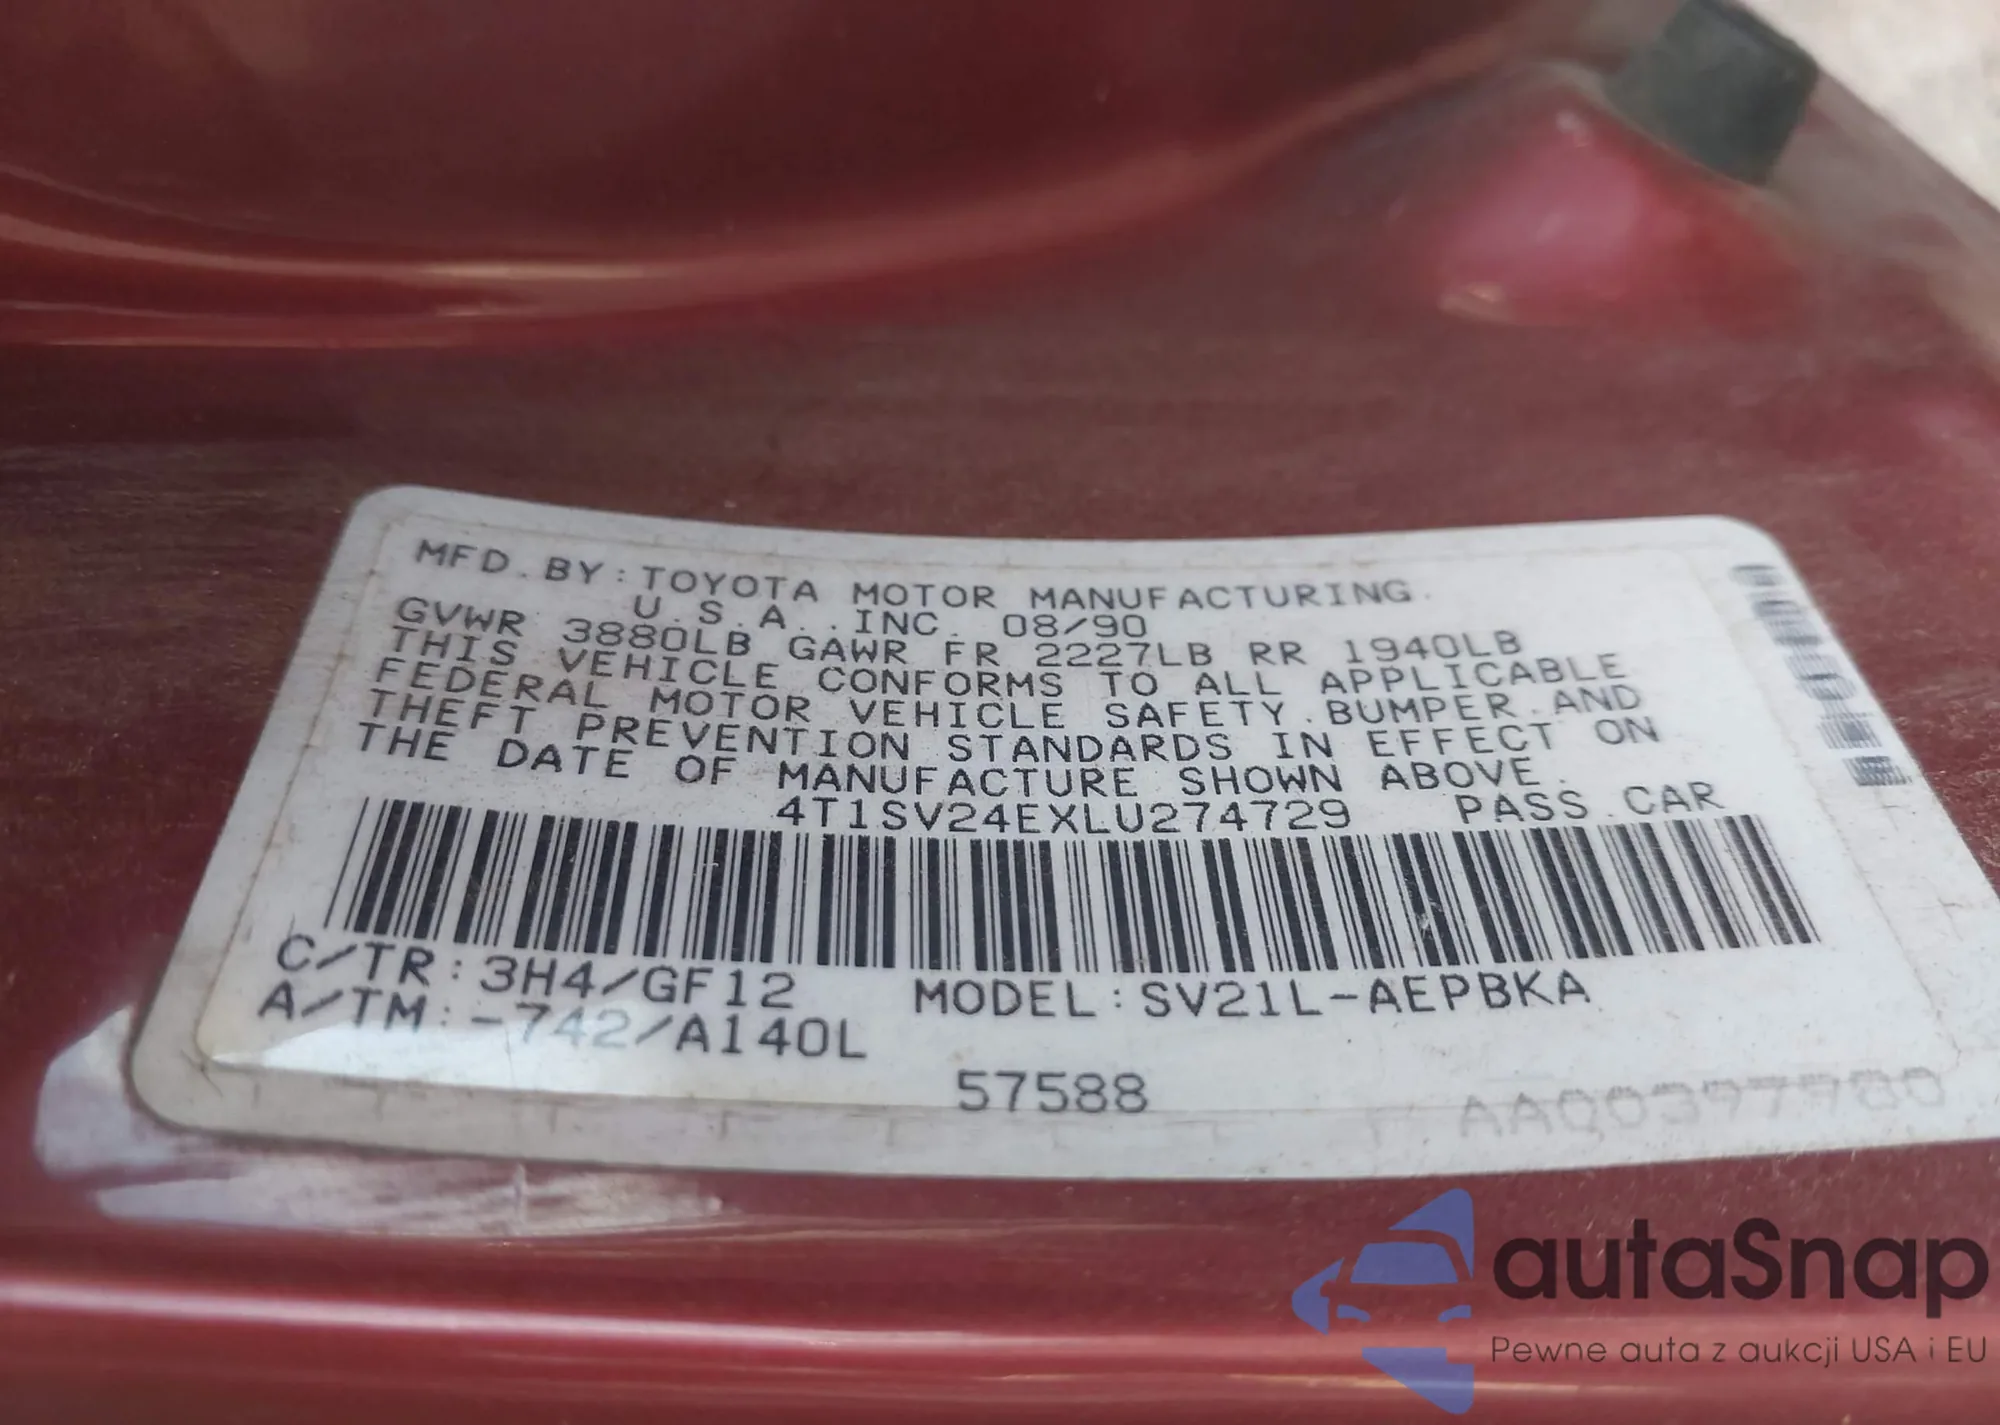 MFD.BY:TOYOTA MOTOR MANUFACTURING.
U.S.A.,INC. 08/90
GVWR 3880LB GAWR FR 2227LB RR 1940LB
THIS VEHICLE CONFORMS TO ALL APPLICABLE
FEDERAL MOTOR VEHICLE SAFETY.BUMPER.AND
THEFT PREVENTION STANDARDS IN EFFECT ON
THE DATE OF MANUFACTURE SHOWN ABOVE.
4T1SV24EXLU274729 PASS.CAR
C/TR:3H4/GF12 MODEL:SV21L-AEPBKA
A/TM:-742/A140L
57588
autaSnap
Pewne auta z aukcji USA i EU